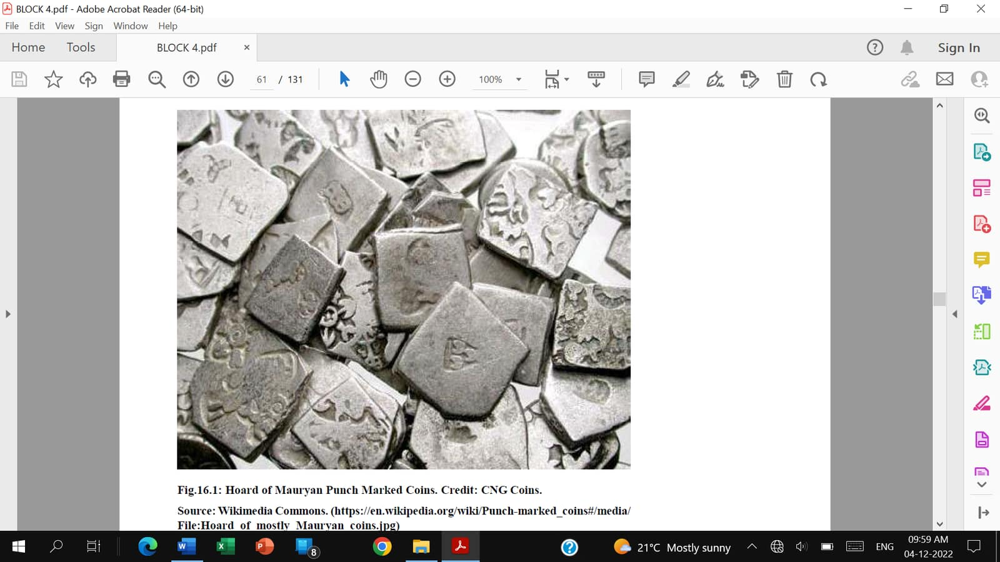 BLOCK 4.pdf - Adobe Acrobat Reader (64-bit)
File Edit View Sign Window Help
Home Tools BLOCK 4.pdf × Sign In
61 / 131 100%
Fig.16.1: Hoard of Mauryan Punch Marked Coins. Credit: CNG Coins.
Source: Wikimedia Commons. (https://en.wikipedia.org/wiki/Punch-marked_coins#/media/
File:Hoard_of_mostly_Mauryan_coins.jpg)
8 21°C Mostly sunny ENG 09:59 AM
04-12-2022